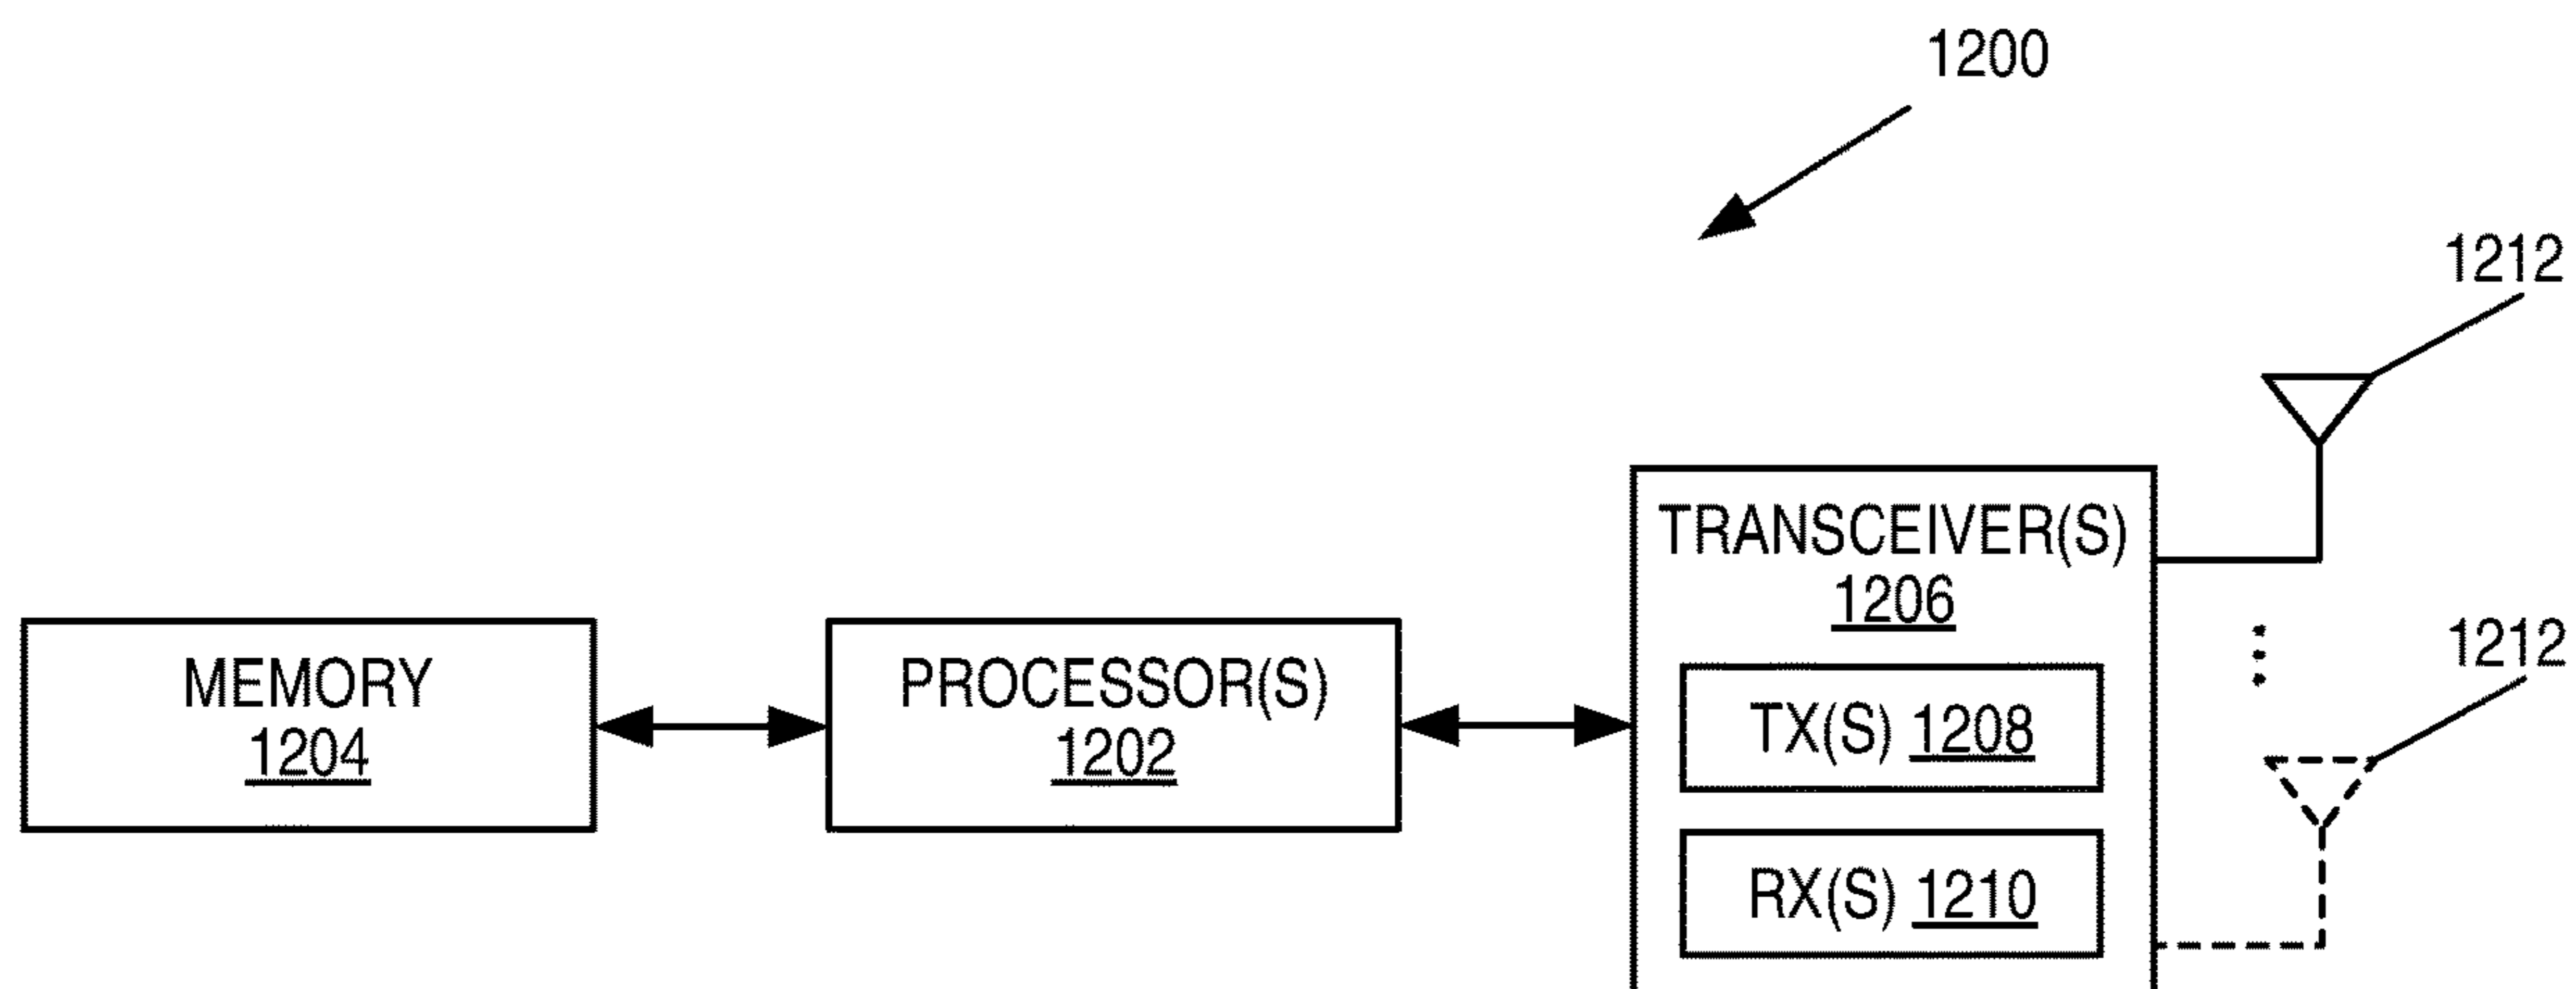 1200
1212
TRANSCEIVER(S)
1206
1212
MEMORY
1204
PROCESSOR(S)
1202
TX(S) 1208
RX(S) 1210